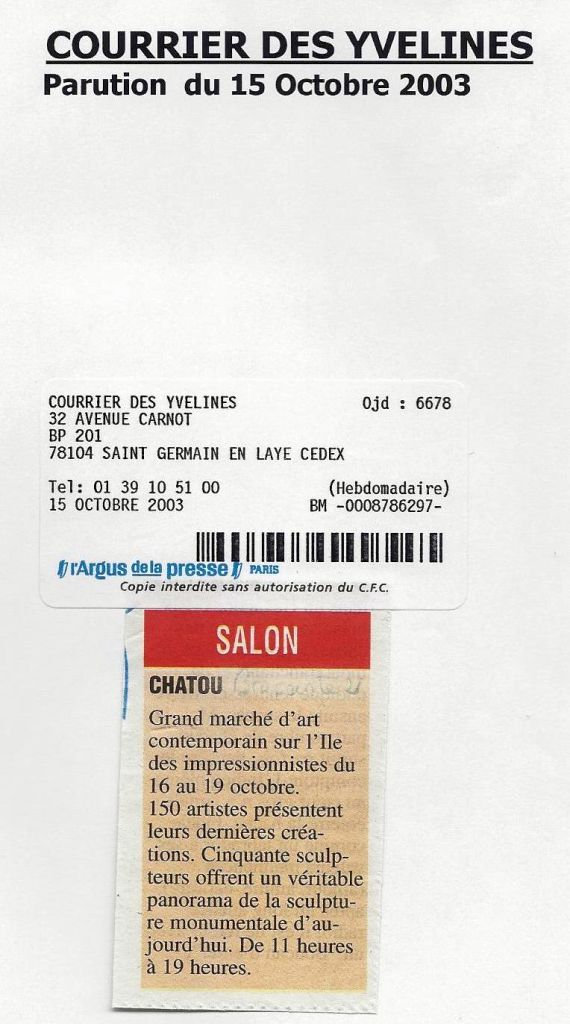 COURRIER DES YVELINES
Parution du 15 Octobre 2003
COURRIER DES YVELINES Ojd : 6678
32 AVENUE CARNOT
BP 201
78104 SAINT GERMAIN EN LAYE CEDEX
Tel: 01 39 10 51 00 (Hebdomadaire)
15 OCTOBRE 2003 BM -0008786297-
l'Argus de la presse PARIS
Copie interdite sans autorisation du C.F.C.
SALON
CHATOU
Grand marché d'art
contemporain sur l'Ile
des impressionnistes du
16 au 19 octobre.
150 artistes présentent
leurs dernières créa-
tions. Cinquante sculp-
teurs offrent un véritable
panorama de la sculptu-
re monumentale d'au-
jourd'hui. De 11 heures
à 19 heures.